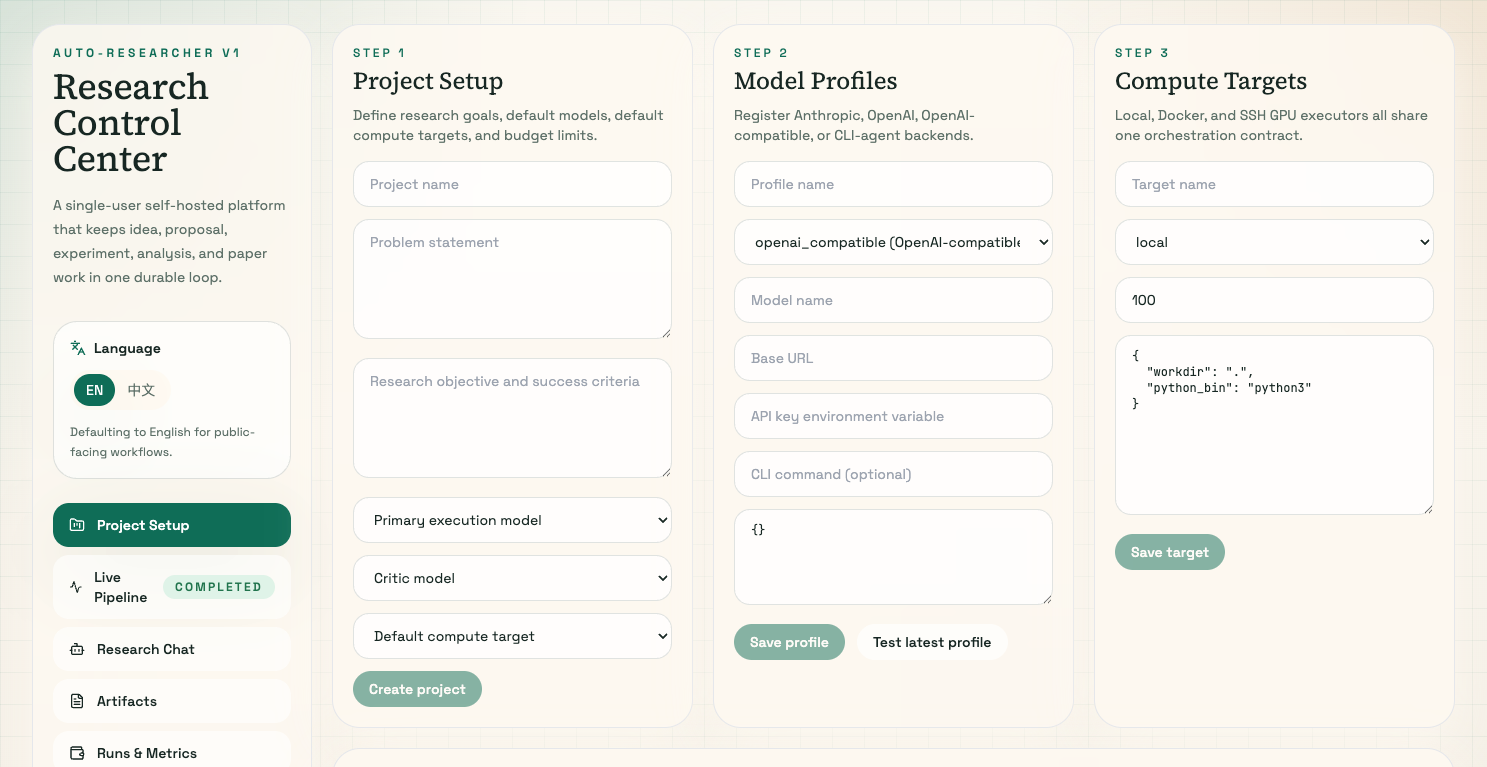 AUTO-RESEARCHER V1
Research
Control
Center
A single-user self-hosted platform
that keeps idea, proposal,
experiment, analysis, and paper
work in one durable loop.
Language
EN 中文
Defaulting to English for public-
facing workflows.
Project Setup
Live
Pipeline
COMPLETED
Research Chat
Artifacts
Runs & Metrics
STEP 1
Project Setup
Define research goals, default models, default
compute targets, and budget limits.
Project name
Problem statement
Research objective and success criteria
Primary execution model
Critic model
Default compute target
Create project
STEP 2
Model Profiles
Register Anthropic, OpenAI, OpenAI-
compatible, or CLI-agent backends.
Profile name
openai_compatible (OpenAI-compatible
Model name
Base URL
API key environment variable
CLI command (optional)
{}
Save profile Test latest profile
STEP 3
Compute Targets
Local, Docker, and SSH GPU executors all share
one orchestration contract.
Target name
local
100
{
  "workdir": ".",
  "python_bin": "python3"
}
Save target